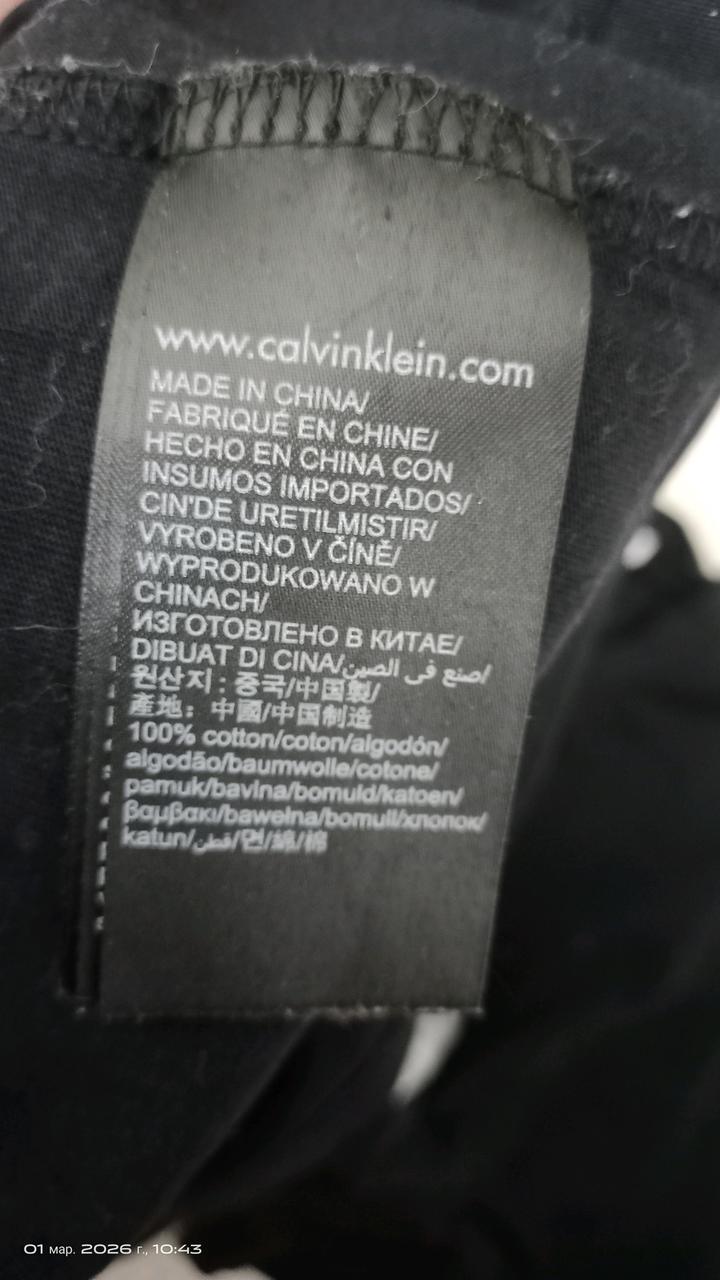 www.calvinklein.com
MADE IN CHINA/
FABRIQUÉ EN CHINE/
HECHO EN CHINA CON
INSUMOS IMPORTADOS/
CIN'DE URETILMISTIR/
VYROBENO V ČÍNĚ/
WYPRODUKOWANO W
CHINACH/
ИЗГОТОВЛЕНО В КИТАЕ/
DIBUAT DI CINA/صنع في الصين/
원산지 : 중국/中国製/
產地：中國/中国制造
100% cotton/coton/algodón/
algodão/baumwolle/cotone/
pamuk/bavlna/bomuld/katoen/
βαμβακι/bawełna/bomull/хлопок/
katun/قطن/면/綿/棉
01 мар. 2026 г., 10:43